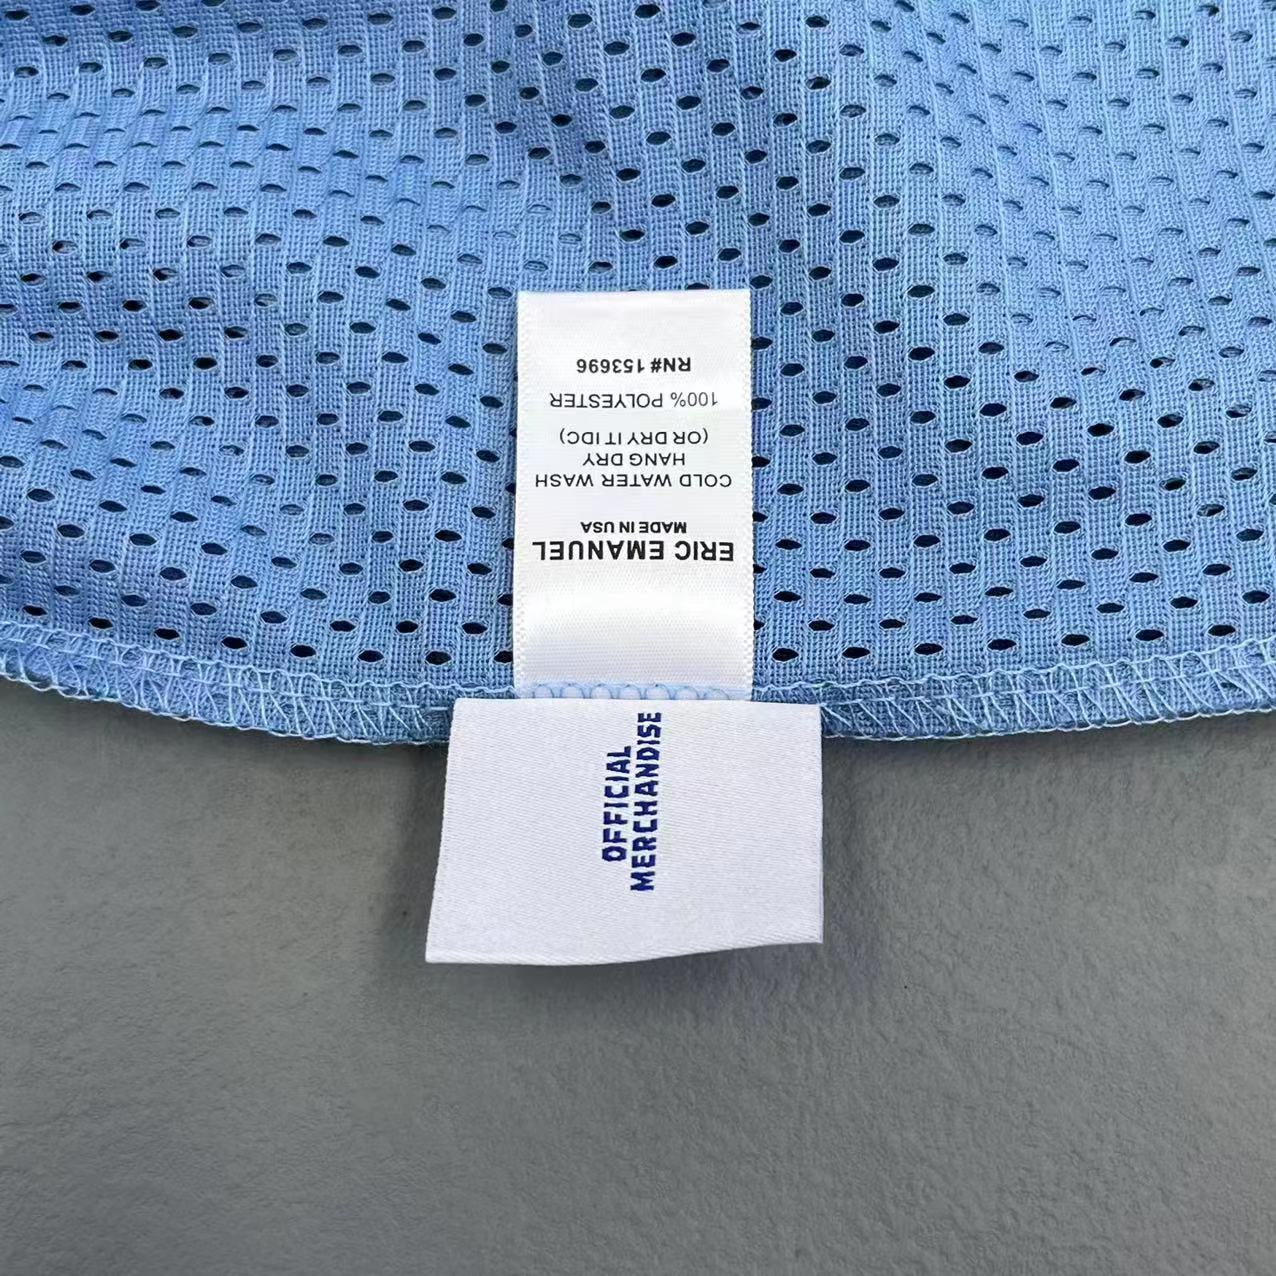 ERIC EMANUEL
MADE IN USA
COLD WATER WASH
HANG DRY
(OR DRY IT IDC)
100% POLYESTER
RN# 153696
OFFICIAL
MERCHANDISE